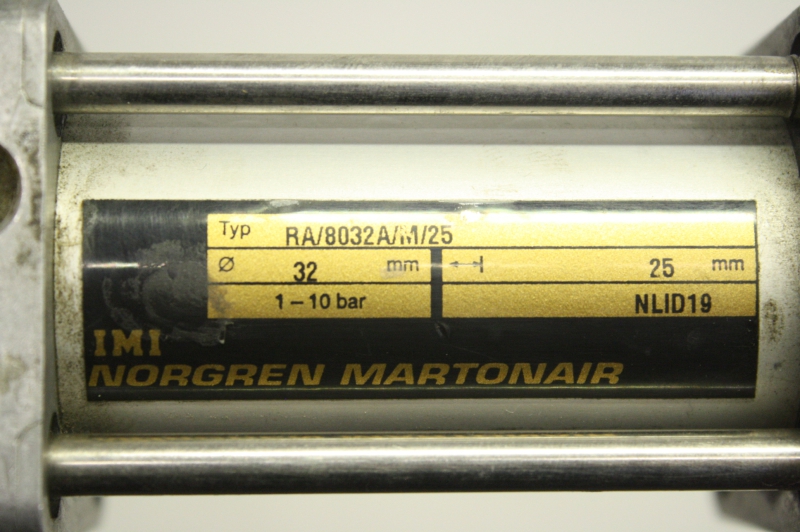 Typ RA/8032A/M/25
Ø 32 mm 25 mm
1 – 10 bar NLID19
IMI
NORGREN MARTONAIR